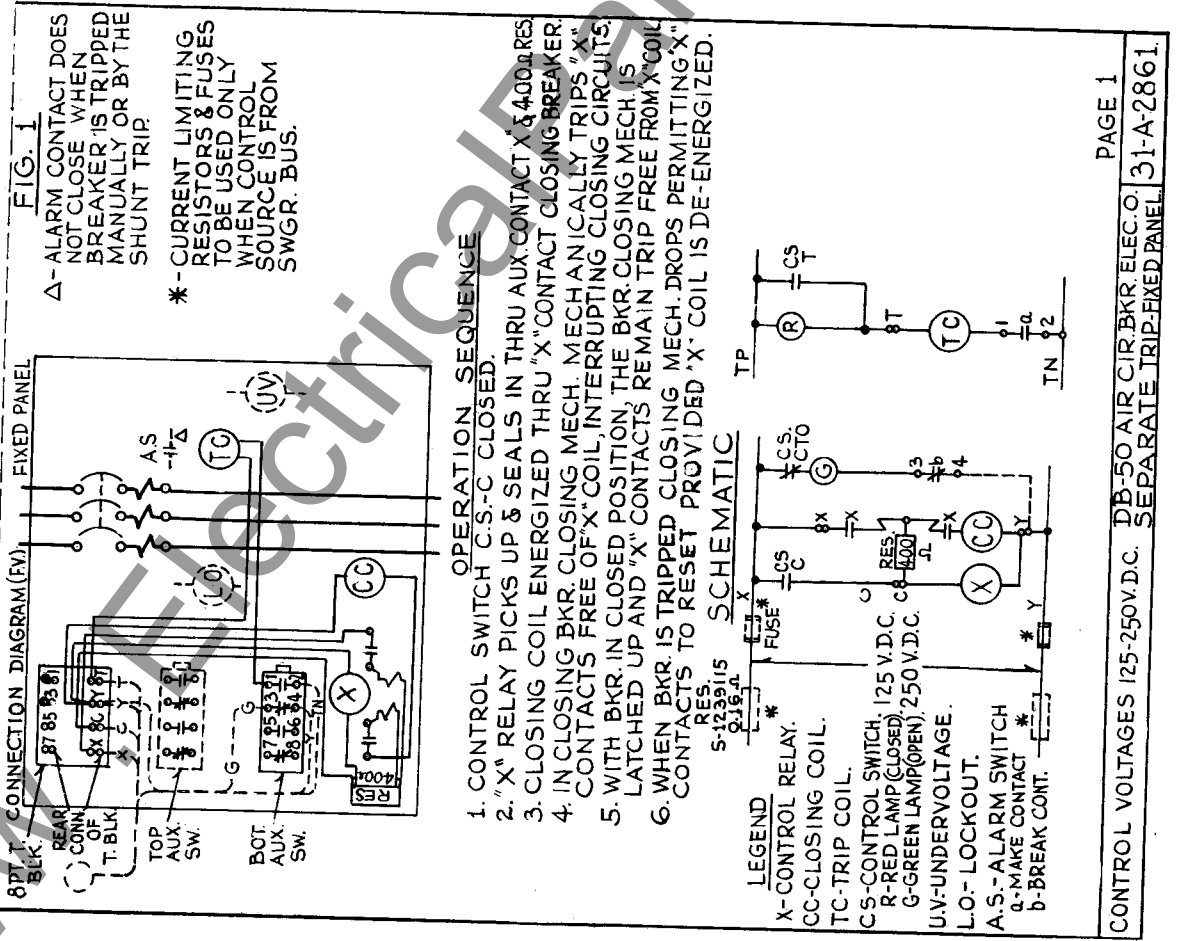 8PT. T. CONNECTION DIAGRAM (F.V.) FIXED PANEL
BLK.
REAR
CONN.
OF
T. BLK.
TOP
AUX.
SW.
BOT.
AUX.
SW.
87 85 83 81
X C Y T
X C Y T
G
G
Y
TN
RES
400Ω
X
CC
LO
UV
TC
A.S.
Δ
FIG. 1
Δ-ALARM CONTACT DOES
NOT CLOSE WHEN
BREAKER IS TRIPPED
MANUALLY OR BY THE
SHUNT TRIP.
*-CURRENT LIMITING
RESISTORS & FUSES
TO BE USED ONLY
WHEN CONTROL
SOURCE IS FROM
SWGR. BUS.
OPERATION SEQUENCE
1. CONTROL SWITCH C.S.-C CLOSED.
2. "X" RELAY PICKS UP & SEALS IN THRU AUX. CONTACT "X" & 400Ω RES.
3. CLOSING COIL ENERGIZED THRU "X" CONTACT CLOSING BREAKER.
4. IN CLOSING BKR. CLOSING MECH. MECHANICALLY TRIPS "X"
CONTACTS FREE OF "X" COIL, INTERRUPTING CLOSING CIRCUITS.
5. WITH BKR. IN CLOSED POSITION, THE BKR. CLOSING MECH. IS
LATCHED UP AND "X" CONTACTS REMAIN TRIP FREE FROM "X" COIL
6. WHEN BKR. IS TRIPPED CLOSING MECH. DROPS PERMITTING "X"
CONTACTS TO RESET PROVIDED "X" COIL IS DE-ENERGIZED.
SCHEMATIC
LEGEND
X-CONTROL RELAY.
CC-CLOSING COIL.
TC-TRIP COIL.
CS-CONTROL SWITCH.
R-RED LAMP(CLOSED).
G-GREEN LAMP(OPEN).
U.V.-UNDERVOLTAGE.
L.O.-LOCKOUT.
A.S.-ALARM SWITCH
a-MAKE CONTACT
b-BREAK CONT.
RES.
S-1239115
0.16Ω
*
FUSE*
X
125 V.D.C.
250 V.D.C.
*
*
Y
CS
C
C
C
RES.
400
Ω
X
X
X
X
CC
Y
C.S.
CTO
G
3
b
4
TP
R
CS
T
T
TC
1
a
2
TN
PAGE 1
CONTROL VOLTAGES 125-250V.D.C.
DB-50 AIR CIR. BKR. ELEC. O.
SEPARATE TRIP-FIXED PANEL
31-A-2861